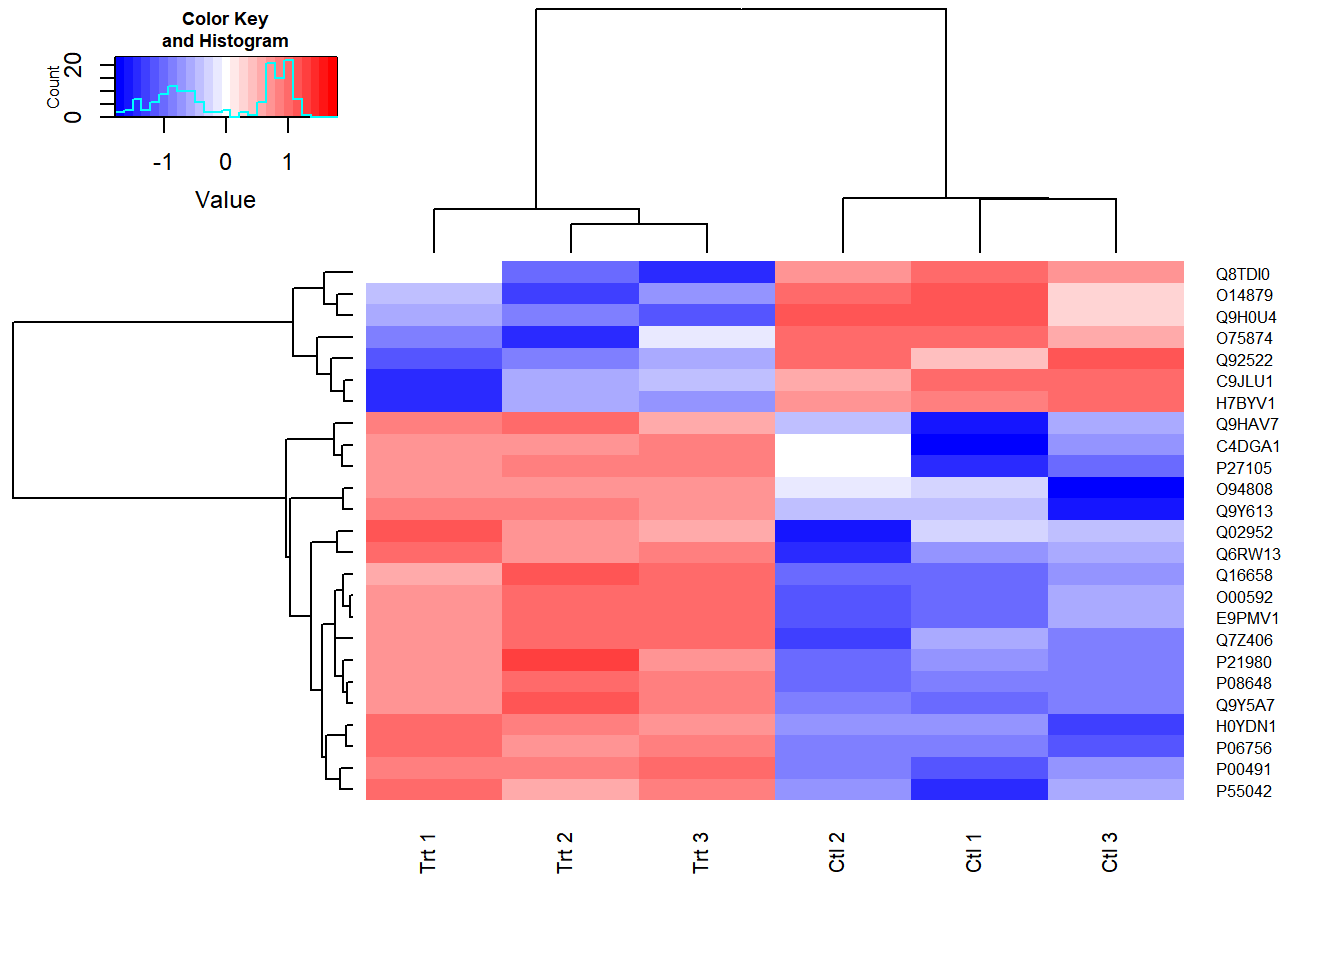 Color Key
and Histogram
Count
0
20
-1
0
1
Value
Q8TDI0
O14879
Q9H0U4
O75874
Q92522
C9JLU1
H7BYV1
Q9HAV7
C4DGA1
P27105
O94808
Q9Y613
Q02952
Q6RW13
Q16658
O00592
E9PMV1
Q7Z406
P21980
P08648
Q9Y5A7
H0YDN1
P06756
P00491
P55042
Trt 1
Trt 2
Trt 3
Ctl 2
Ctl 1
Ctl 3